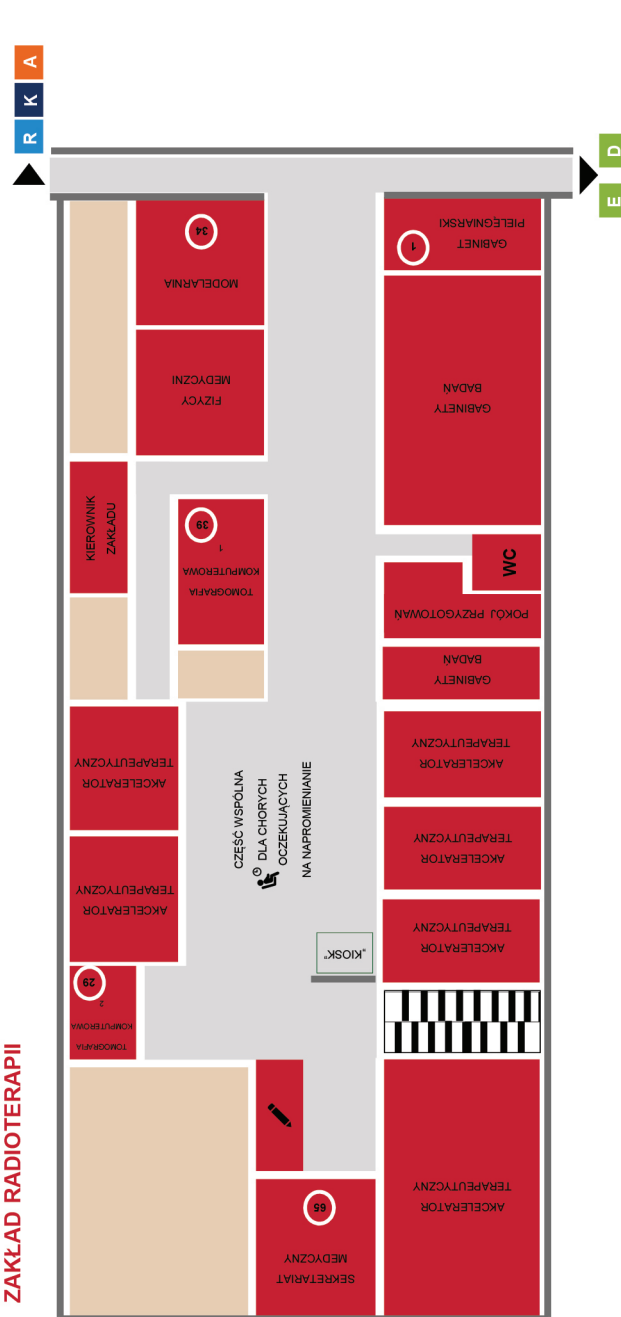 ZAKŁAD RADIOTERAPII
R K A
E D
34
MODELARNIA
FIZYCY
MEDYCZNI
KIEROWNIK
ZAKŁADU
39
1
TOMOGRAFIA
KOMPUTEROWA
AKCELERATOR
TERAPEUTYCZNY
AKCELERATOR
TERAPEUTYCZNY
29
2
TOMOGRAFIA
KOMPUTEROWA
CZĘŚĆ WSPÓLNA
DLA CHORYCH
OCZEKUJĄCYCH
NA NAPROMIENIANIE
„KIOSK”
65
SEKRETARIAT
MEDYCZNY
1
GABINET
PIELĘGNIARSKI
GABINETY
BADAŃ
WC
POKÓJ PRZYGOTOWAŃ
GABINETY
BADAŃ
AKCELERATOR
TERAPEUTYCZNY
AKCELERATOR
TERAPEUTYCZNY
AKCELERATOR
TERAPEUTYCZNY
AKCELERATOR
TERAPEUTYCZNY